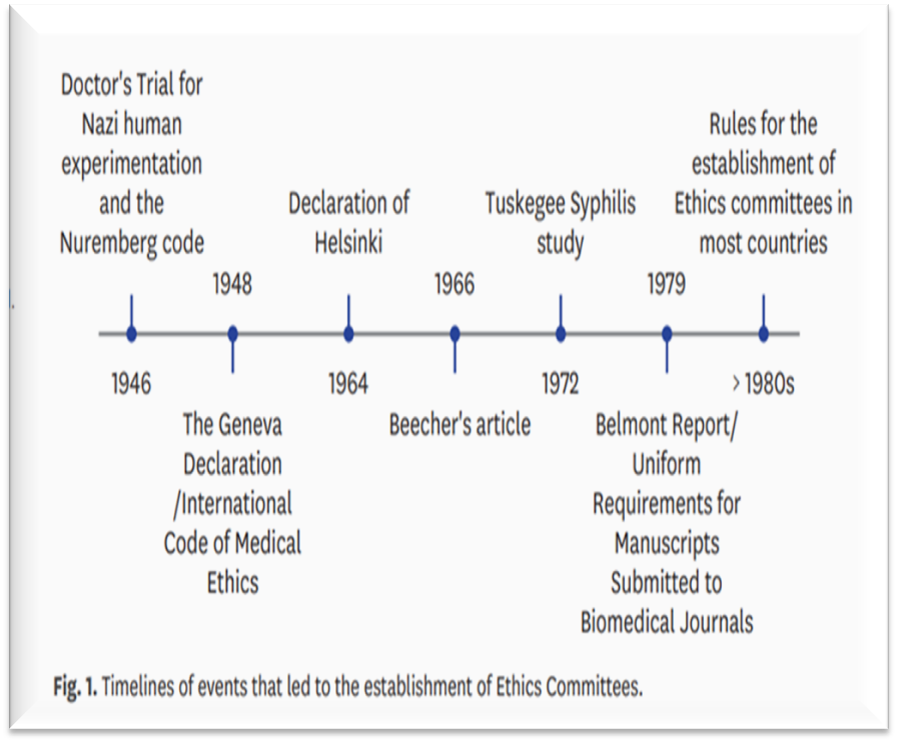 Doctor's Trial for
Nazi human
experimentation
and the
Nuremberg code
1946
1948
The Geneva
Declaration
/International
Code of Medical
Ethics
Declaration of
Helsinki
1964
1966
Beecher's article
Tuskegee Syphilis
study
1972
1979
Belmont Report/
Uniform
Requirements for
Manuscripts
Submitted to
Biomedical Journals
Rules for the
establishment of
Ethics committees in
most countries
>1980s
Fig. 1. Timelines of events that led to the establishment of Ethics Committees.